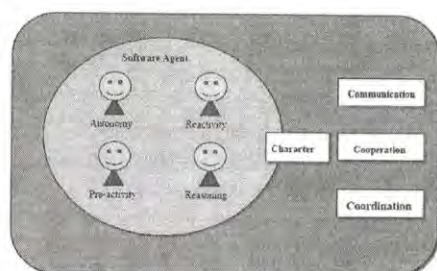 Software Agent
Autonomy
Reactivity
Pro-activity
Reasoning
Character
Communication
Cooperation
Coordination